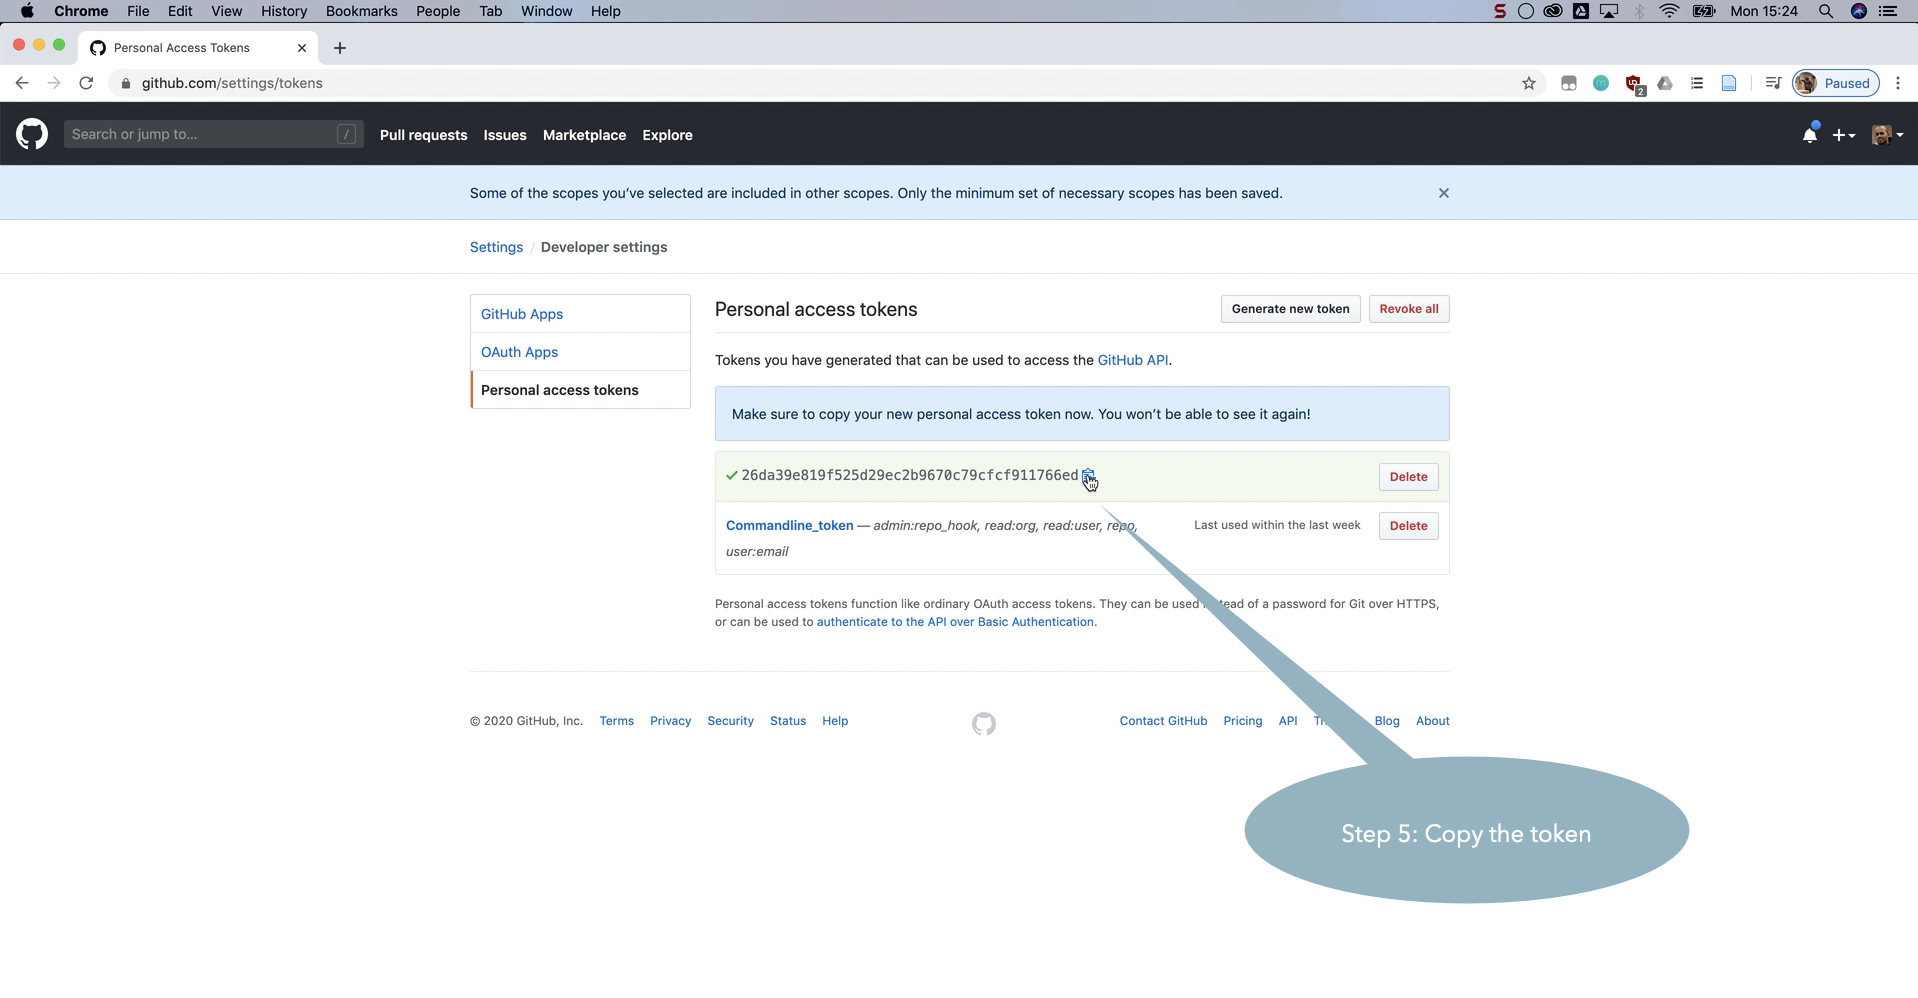 Chrome File Edit View History Bookmarks People Tab Window Help
Mon 15:24
Personal Access Tokens
github.com/settings/tokens
2
Paused
Search or jump to... /
Pull requests Issues Marketplace Explore
Some of the scopes you've selected are included in other scopes. Only the minimum set of necessary scopes has been saved.
Settings / Developer settings
GitHub Apps
OAuth Apps
Personal access tokens
Personal access tokens
Generate new token
Revoke all
Tokens you have generated that can be used to access the GitHub API.
Make sure to copy your new personal access token now. You won't be able to see it again!
26da39e819f525d29ec2b9670c79cfcf911766ed
Delete
Commandline_token — admin:repo_hook, read:org, read:user, repo,
user:email
Last used within the last week
Delete
Personal access tokens function like ordinary OAuth access tokens. They can be used instead of a password for Git over HTTPS,
or can be used to authenticate to the API over Basic Authentication.
© 2020 GitHub, Inc. Terms Privacy Security Status Help
Contact GitHub Pricing API Blog About
Step 5: Copy the token